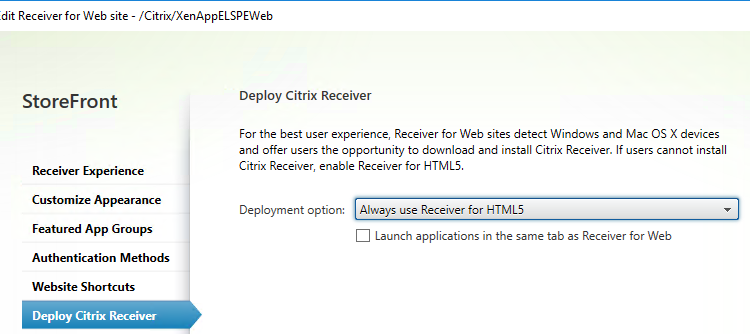 dit Receiver for Web site - /Citrix/XenAppELSPEWeb
StoreFront
Receiver Experience
Customize Appearance
Featured App Groups
Authentication Methods
Website Shortcuts
Deploy Citrix Receiver
Deploy Citrix Receiver
For the best user experience, Receiver for Web sites detect Windows and Mac OS X devices
and offer users the opportunity to download and install Citrix Receiver. If users cannot install
Citrix Receiver, enable Receiver for HTML5.
Deployment option: Always use Receiver for HTML5
Launch applications in the same tab as Receiver for Web